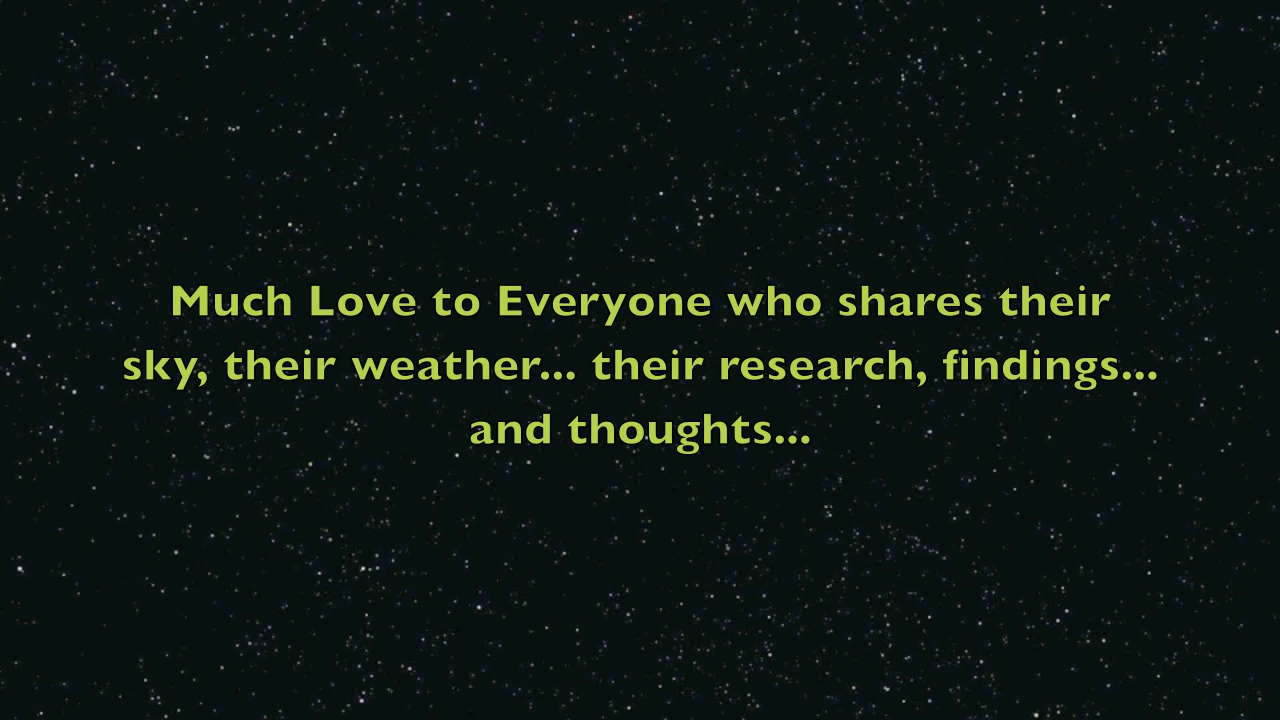 Much Love to Everyone who shares their
sky, their weather... their research, findings...
and thoughts...